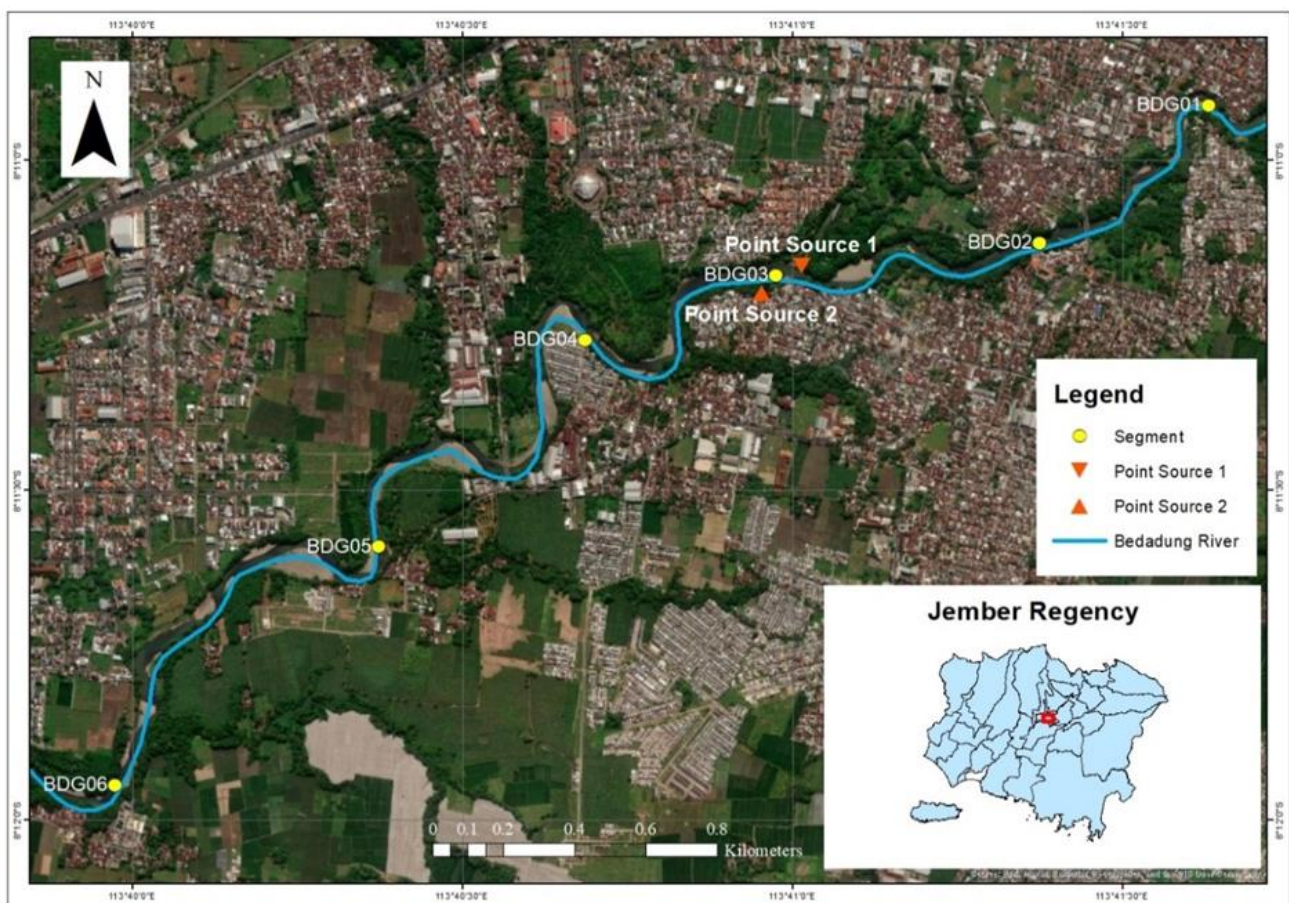 113°40'0"E
113°40'30"E
113°41'0"E
113°41'30"E
N
BDG01
8°11'0"S
8°11'0"S
BDG02
Point Source 1
BDG03
Point Source 2
BDG04
Legend
Segment
Point Source 1
Point Source 2
Bedadung River
8°11'30"S
8°11'30"S
BDG05
Jember Regency
BDG06
8°12'0"S
8°12'0"S
0 0.1 0.2 0.4 0.6 0.8
Kilometers
113°40'0"E
113°40'30"E
113°41'0"E
113°41'30"E